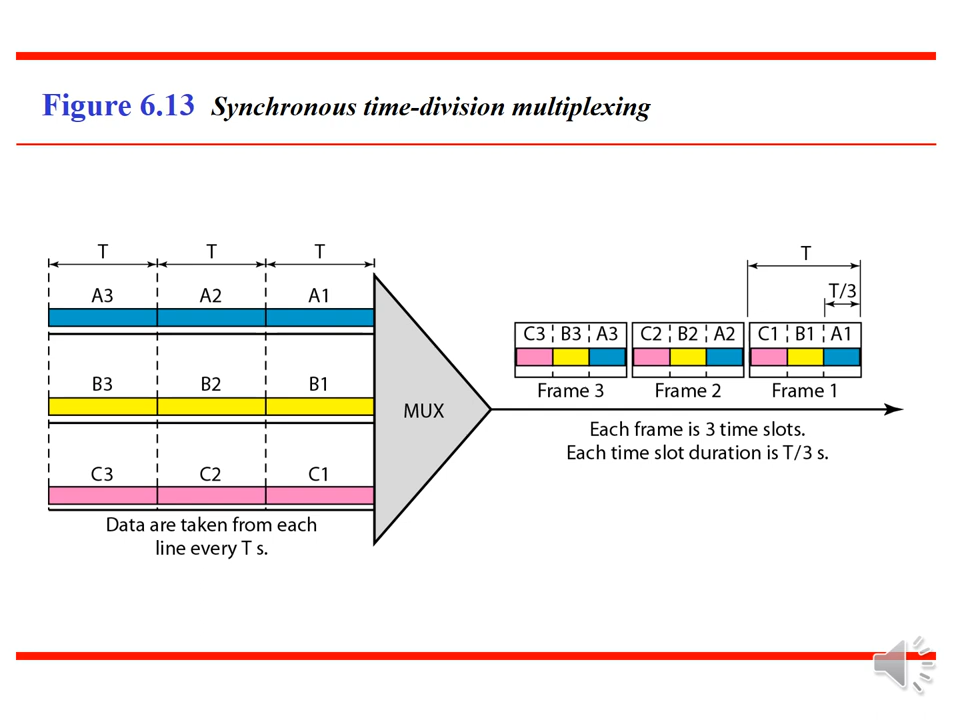 Figure 6.13 Synchronous time-division multiplexing
T T T
A3 A2 A1
B3 B2 B1
C3 C2 C1
Data are taken from each
line every T s.
MUX
T
T/3
C3 B3 A3 C2 B2 A2 C1 B1 A1
Frame 3 Frame 2 Frame 1
Each frame is 3 time slots.
Each time slot duration is T/3 s.